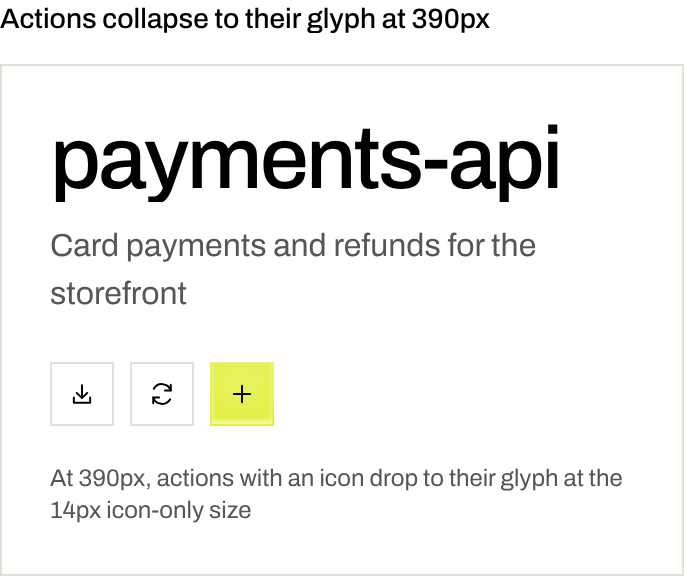 Actions collapse to their glyph at 390px
payments-api
Card payments and refunds for the
storefront
At 390px, actions with an icon drop to their glyph at the
14px icon-only size